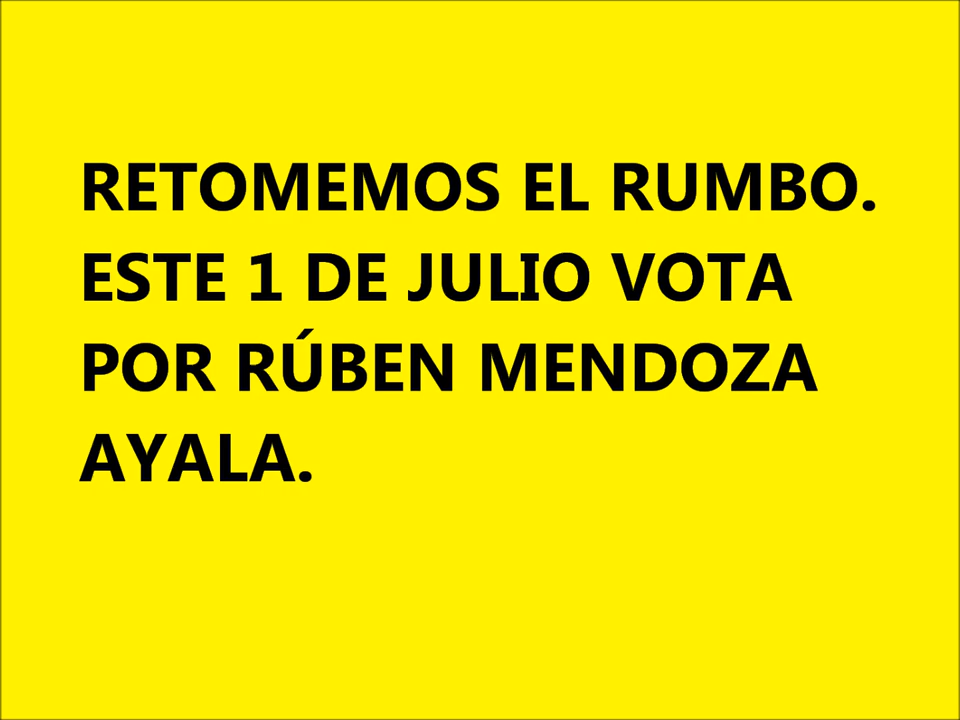 RETOMEMOS EL RUMBO.
ESTE 1 DE JULIO VOTA
POR RÚBEN MENDOZA
AYALA.